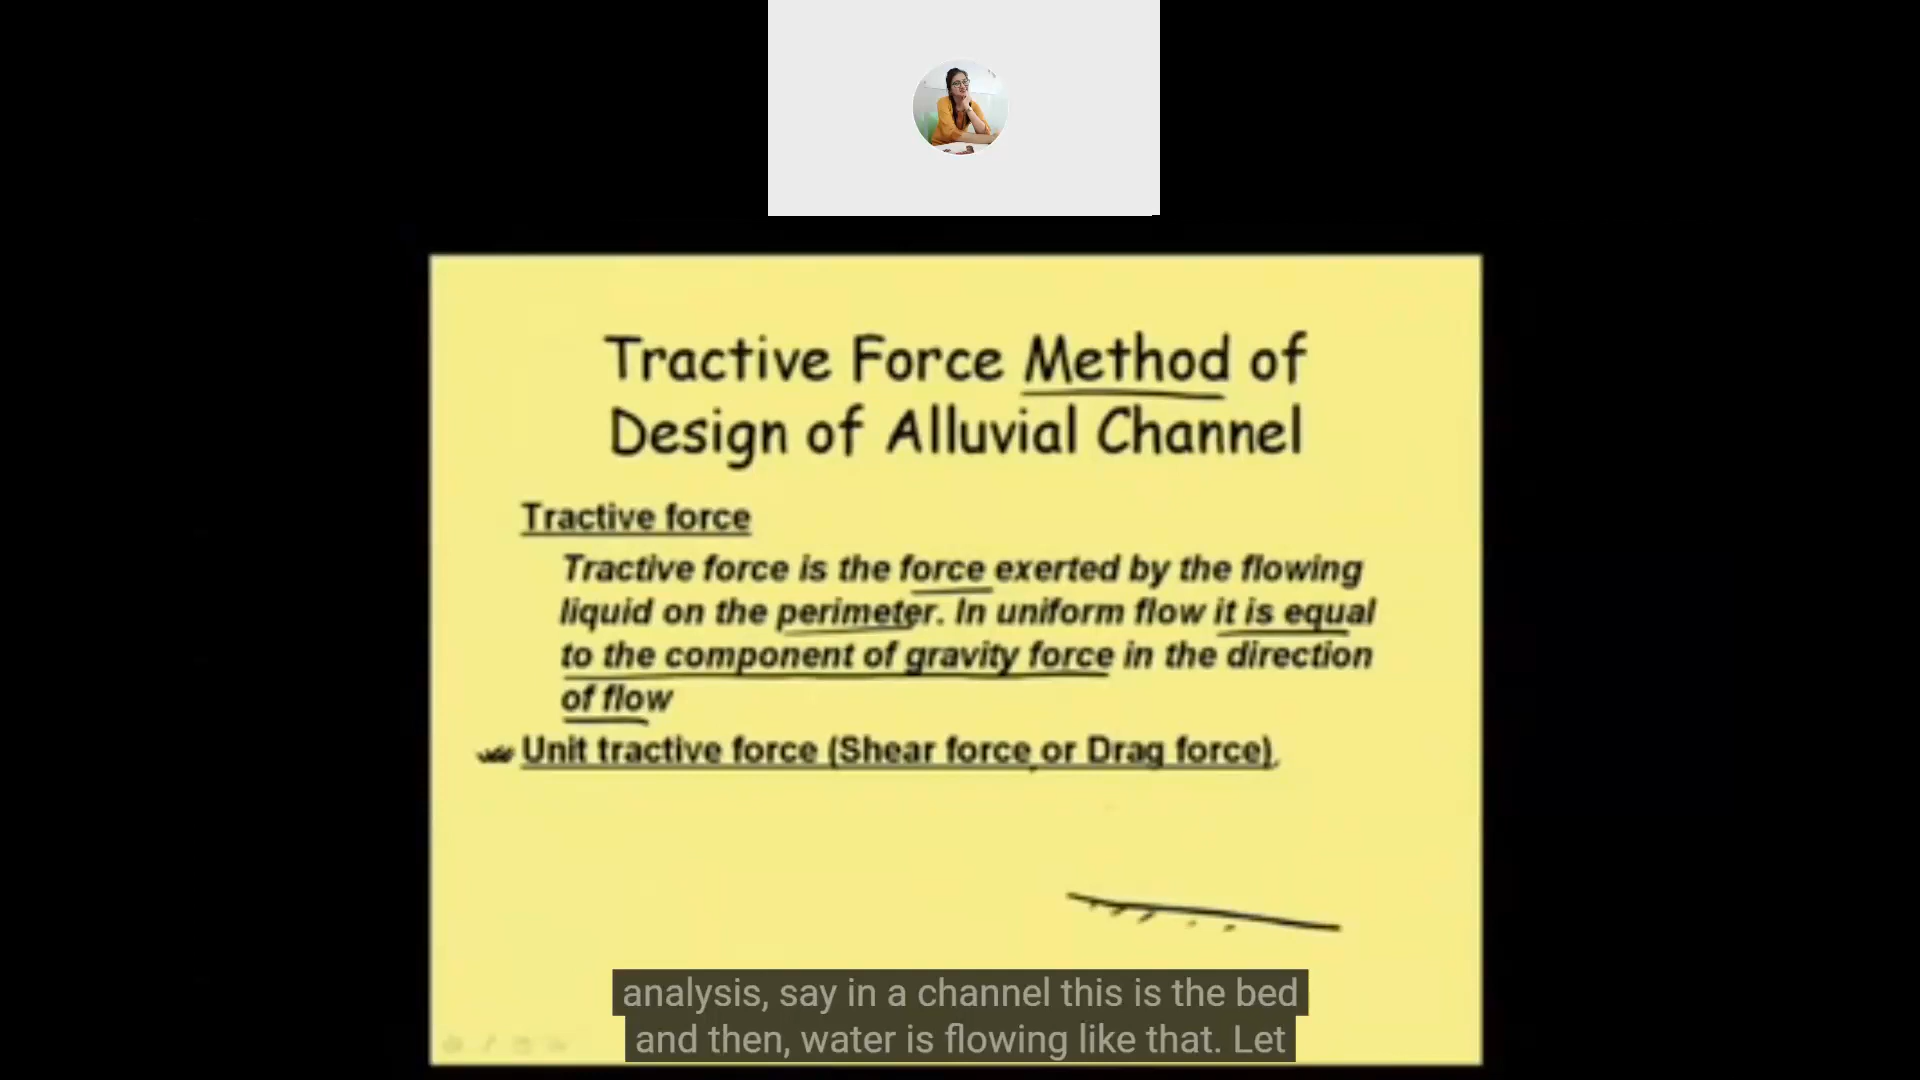 Tractive Force Method of
Design of Alluvial Channel
Tractive force
Tractive force is the force exerted by the flowing
liquid on the perimeter. In uniform flow it is equal
to the component of gravity force in the direction
of flow
Unit tractive force (Shear force or Drag force)
analysis, say in a channel this is the bed
and then, water is flowing like that. Let